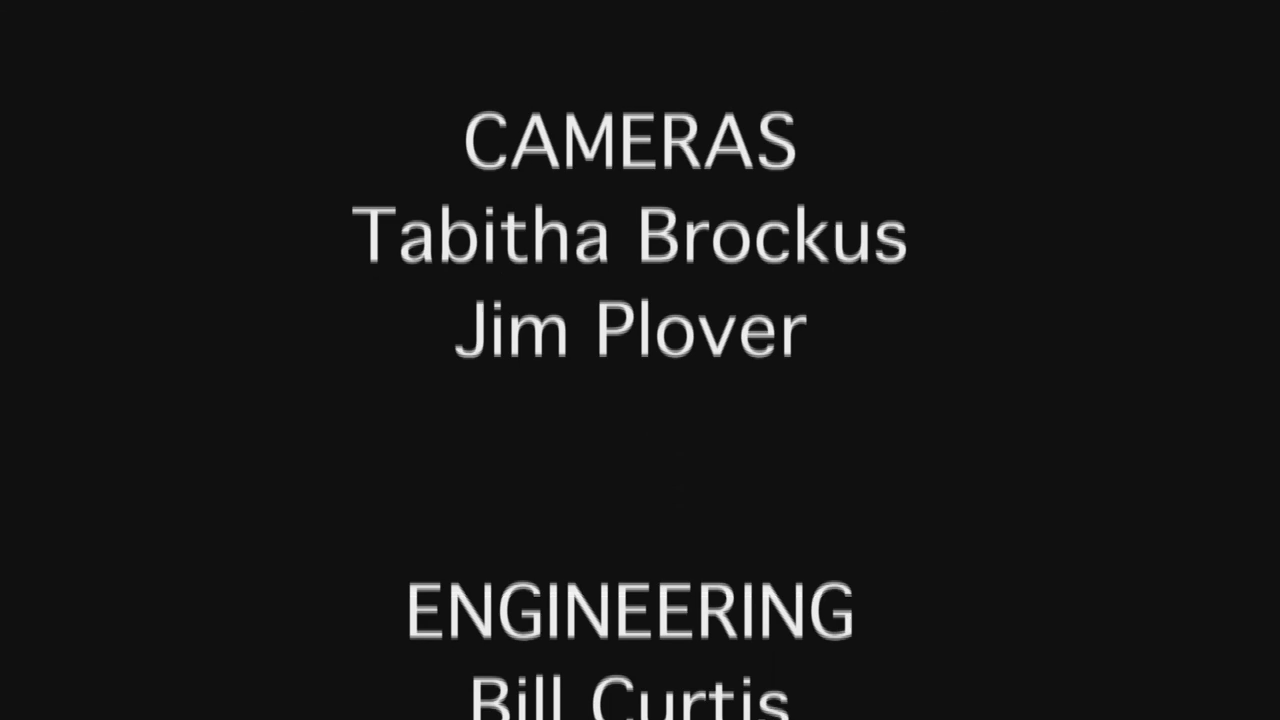 CAMERAS
Tabitha Brockus
Jim Plover
ENGINEERING
Bill Curtis